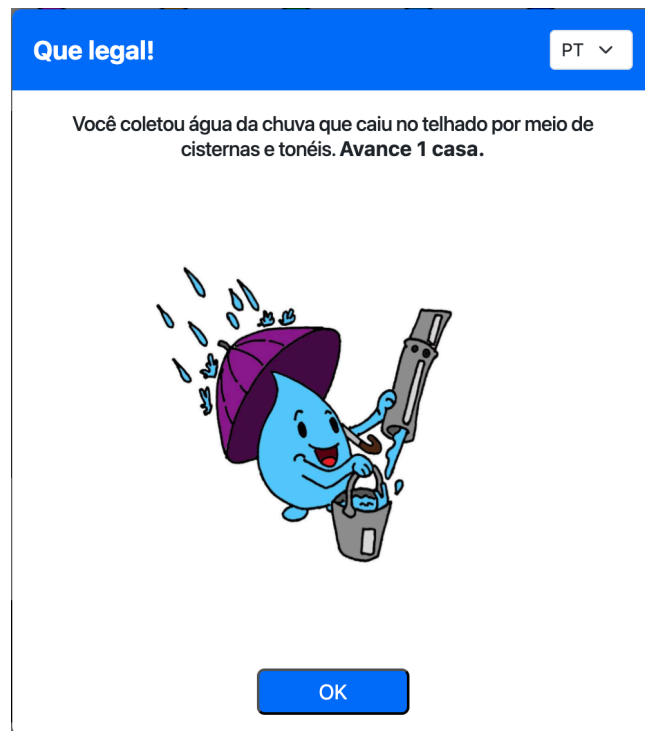 Que legal!
PT
Você coletou água da chuva que caiu no telhado por meio de
cisternas e tonéis. Avance 1 casa.
OK